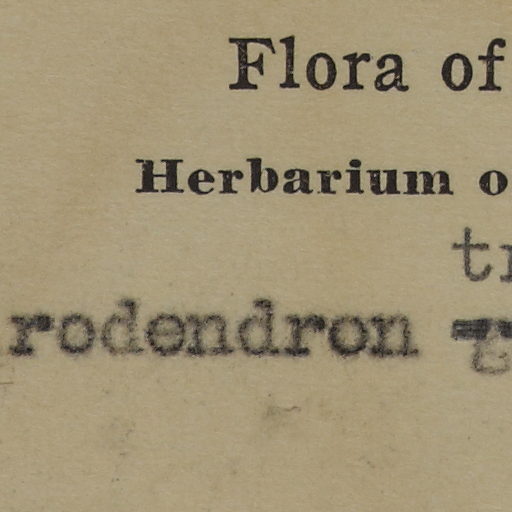 Flora of
Herbarium o
tr
rodendron